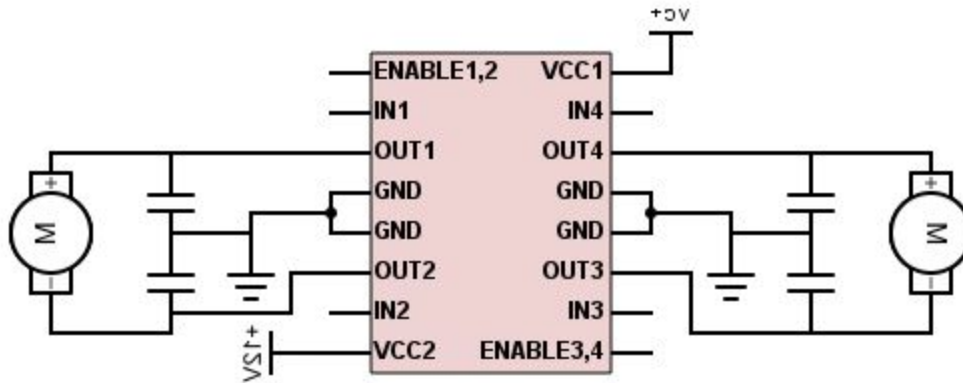 ENABLE1,2
IN1
OUT1
GND
GND
OUT2
IN2
VCC2
VCC1
IN4
OUT4
GND
GND
OUT3
IN3
ENABLE3,4
+
M
-
+
M
-
+12V